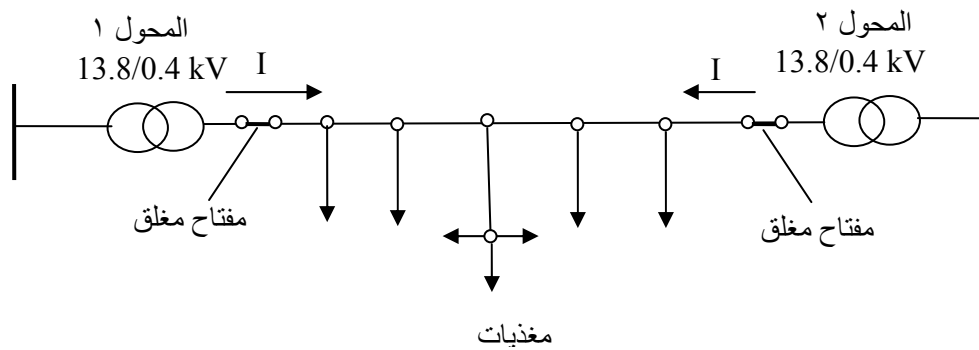 المحول ١
13.8/0.4 kV
I
المحول ٢
13.8/0.4 kV
I
مفتاح مغلق
مفتاح مغلق
مغذيات